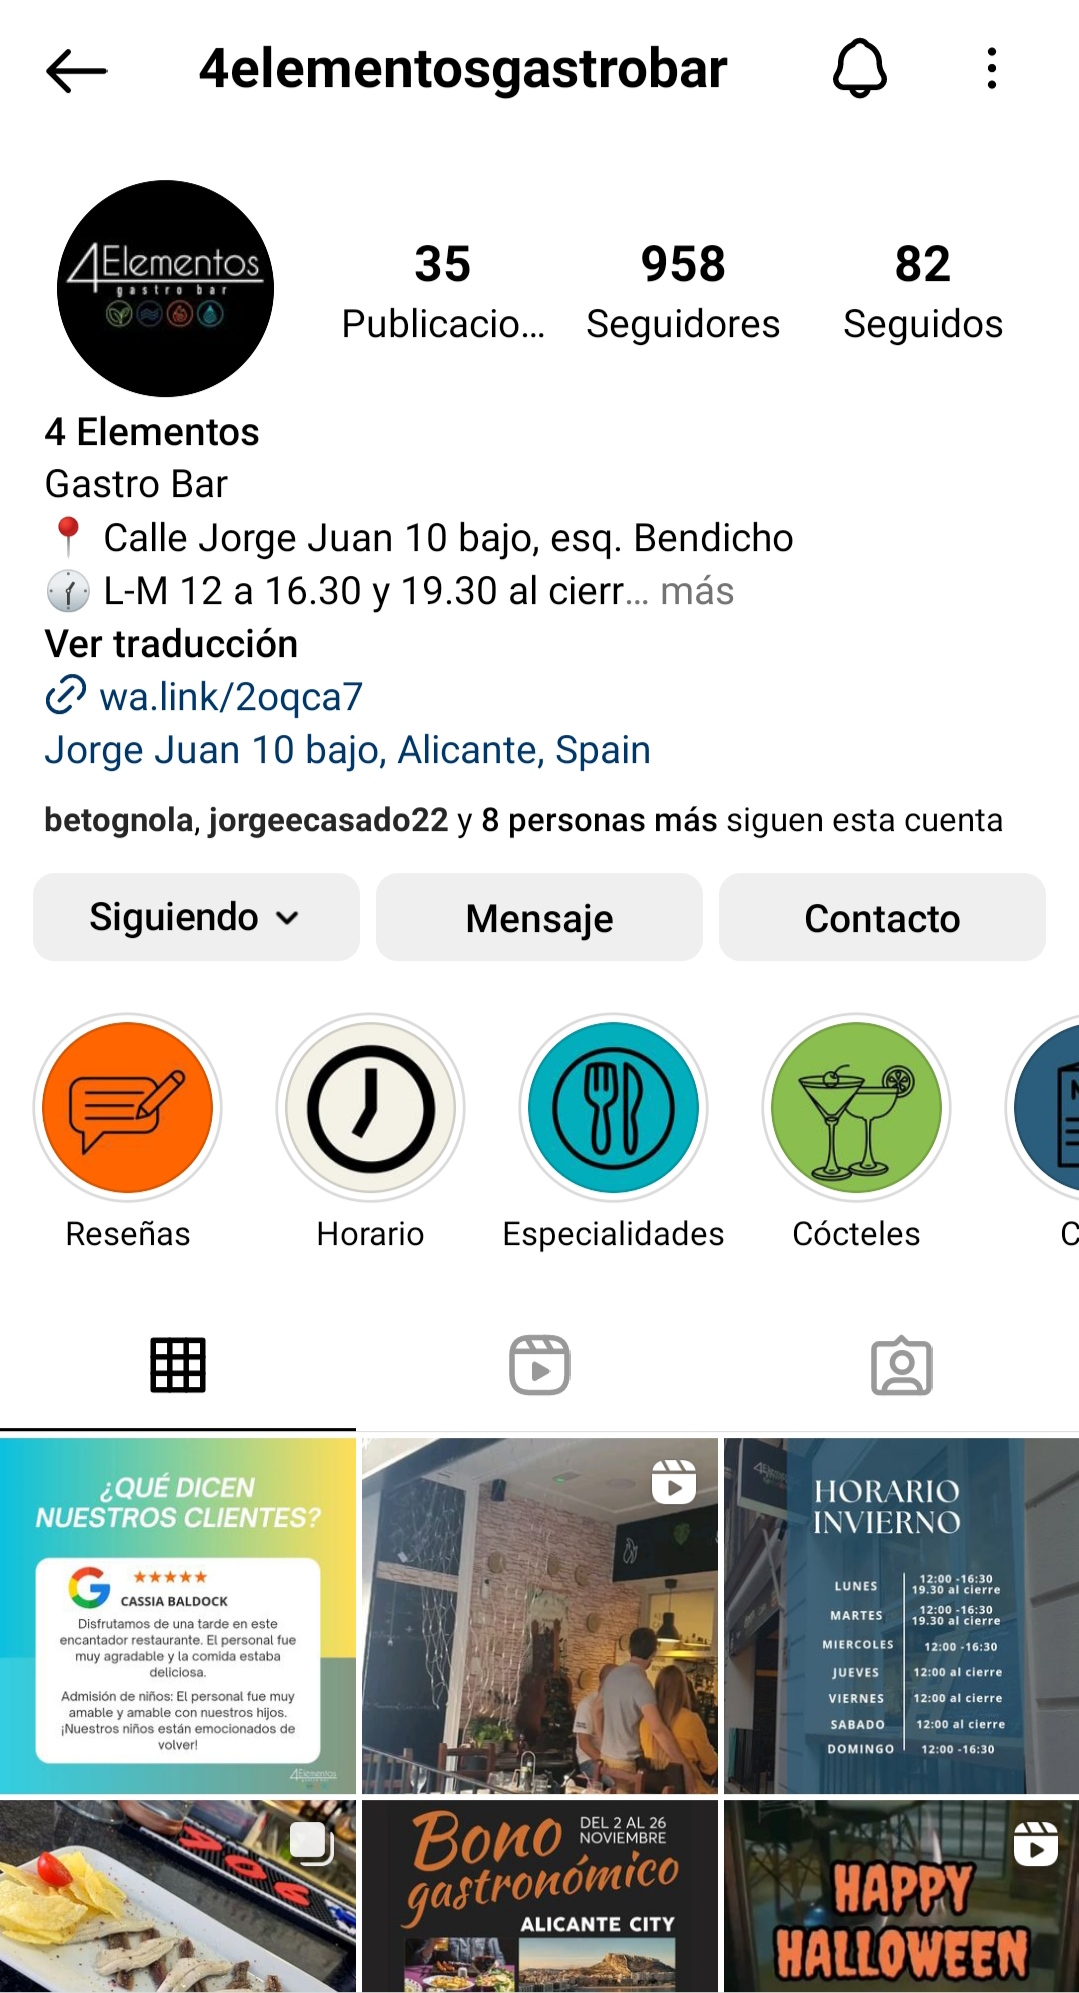 4elementosgastrobar
4Elementos
gastro bar
35
958
82
Publicacio...
Seguidores
Seguidos
4 Elementos
Gastro Bar
📍 Calle Jorge Juan 10 bajo, esq. Bendicho
🕧 L-M 12 a 16.30 y 19.30 al cierr... más
Ver traducción
wa.link/2oqca7
Jorge Juan 10 bajo, Alicante, Spain
betognola, jorgeecasado22 y 8 personas más siguen esta cuenta
Siguiendo
Mensaje
Contacto
Reseñas
Horario
Especialidades
Cócteles
C
¿QUÉ DICEN
NUESTROS CLIENTES?
CASSIA BALDOCK
Disfrutamos de una tarde en este
encantador restaurante. El personal fue
muy agradable y la comida estaba
deliciosa.
Admisión de niños: El personal fue muy
amable y amable con nuestros hijos.
¡Nuestros niños están emocionados de
volver!
4Elementos
HORARIO
INVIERNO
LUNES 12:00 -16:30
19.30 al cierre
MARTES 12:00 -16:30
19.30 al cierre
MIERCOLES 12:00 -16:30
JUEVES 12:00 al cierre
VIERNES 12:00 al cierre
SABADO 12:00 al cierre
DOMINGO 12:00 -16:30
Bono
gastronómico
DEL 2 AL 26
NOVIEMBRE
ALICANTE CITY
HAPPY
HALLOWEEN